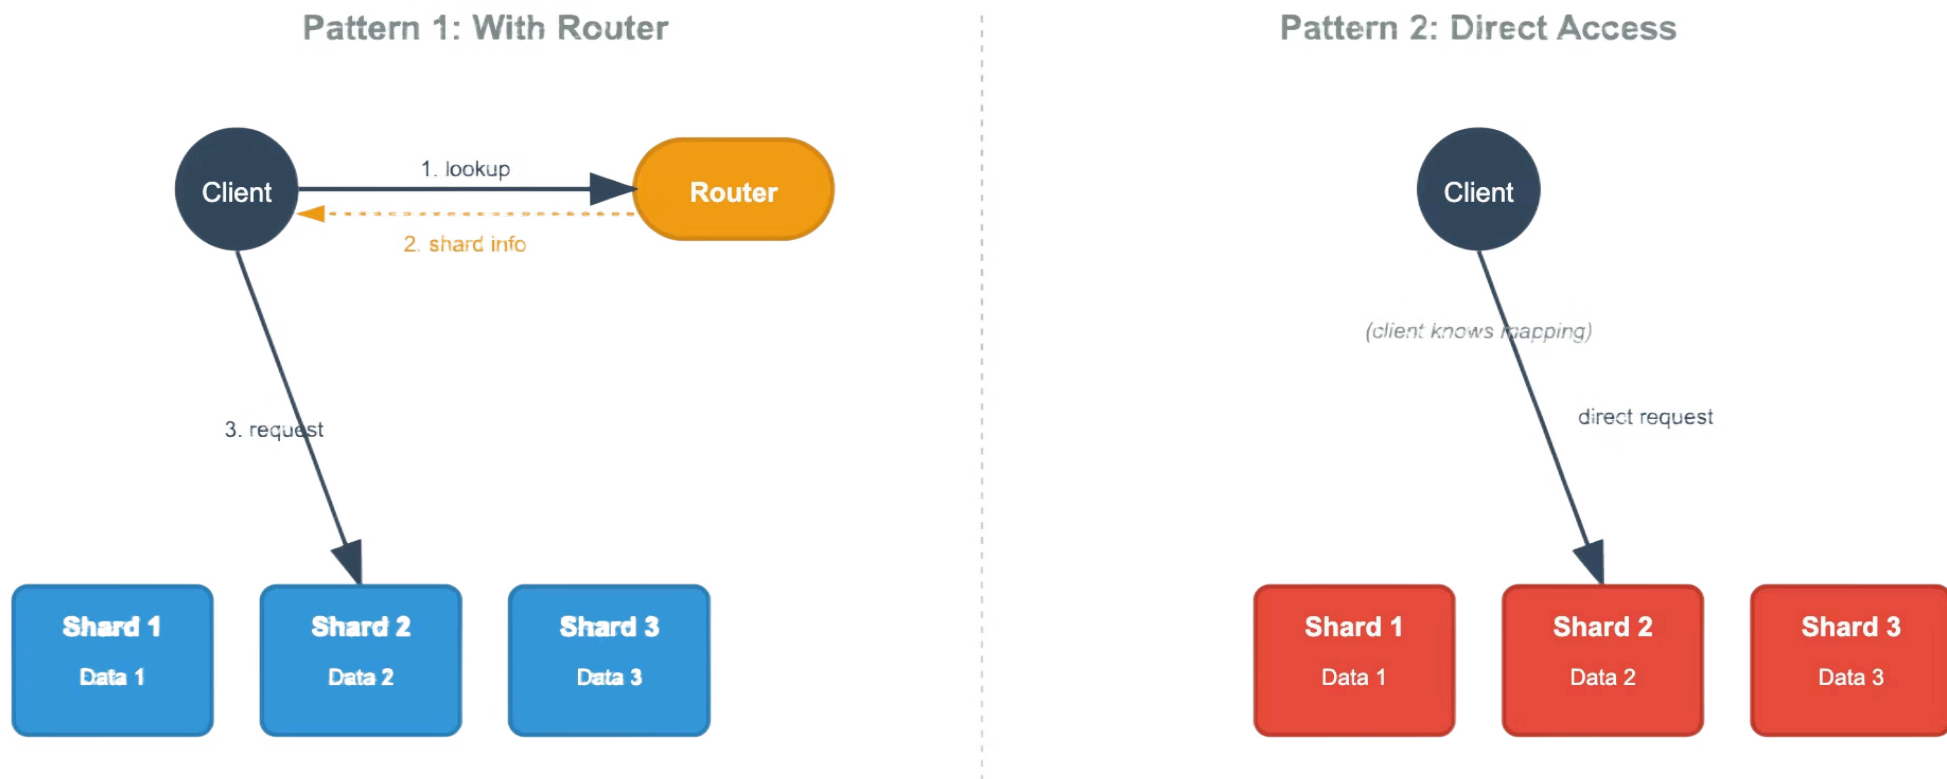 Pattern 1: With Router
Client
1. lookup
Router
2. shard info
3. request
Shard 1
Data 1
Shard 2
Data 2
Shard 3
Data 3
Pattern 2: Direct Access
Client
(client knows mapping)
direct request
Shard 1
Data 1
Shard 2
Data 2
Shard 3
Data 3